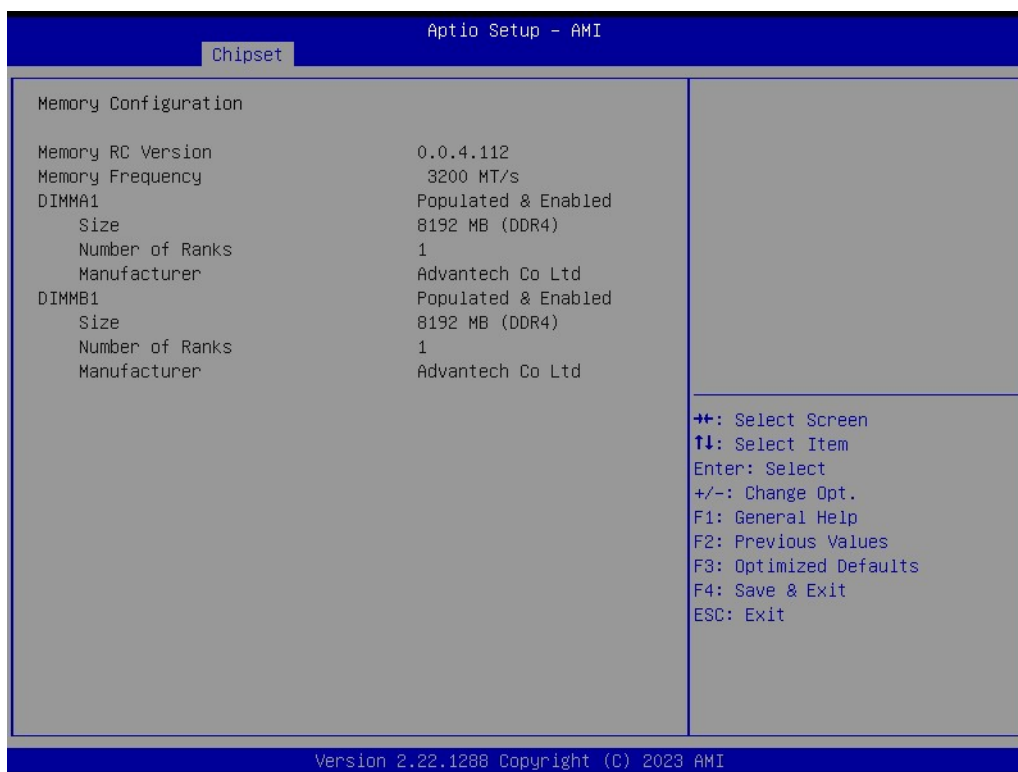 Aptio Setup – AMI
Chipset
Memory Configuration
Memory RC Version 0.0.4.112
Memory Frequency 3200 MT/s
DIMMA1 Populated & Enabled
Size 8192 MB (DDR4)
Number of Ranks 1
Manufacturer Advantech Co Ltd
DIMMB1 Populated & Enabled
Size 8192 MB (DDR4)
Number of Ranks 1
Manufacturer Advantech Co Ltd
→←: Select Screen
↑↓: Select Item
Enter: Select
+/-: Change Opt.
F1: General Help
F2: Previous Values
F3: Optimized Defaults
F4: Save & Exit
ESC: Exit
Version 2.22.1288 Copyright (C) 2023 AMI